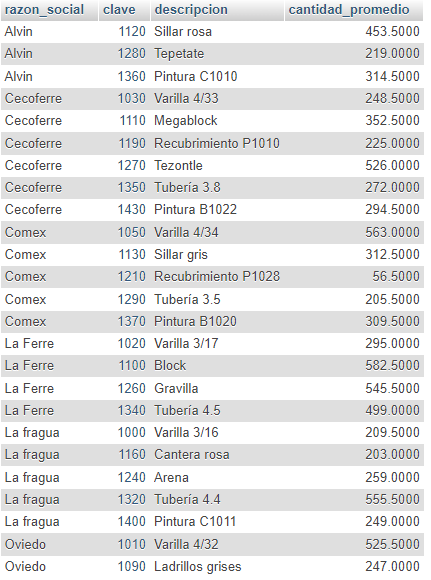 razon_social clave descripcion cantidad_promedio
Alvin 1120 Sillar rosa 453.5000
Alvin 1280 Tepetate 219.0000
Alvin 1360 Pintura C1010 314.5000
Cecoferre 1030 Varilla 4/33 248.5000
Cecoferre 1110 Megablock 352.5000
Cecoferre 1190 Recubrimiento P1010 225.0000
Cecoferre 1270 Tezontle 526.0000
Cecoferre 1350 Tubería 3.8 272.0000
Cecoferre 1430 Pintura B1022 294.5000
Comex 1050 Varilla 4/34 563.0000
Comex 1130 Sillar gris 312.5000
Comex 1210 Recubrimiento P1028 56.5000
Comex 1290 Tubería 3.5 205.5000
Comex 1370 Pintura B1020 309.5000
La Ferre 1020 Varilla 3/17 295.0000
La Ferre 1100 Block 582.5000
La Ferre 1260 Gravilla 545.5000
La Ferre 1340 Tubería 4.5 499.0000
La fragua 1000 Varilla 3/16 209.5000
La fragua 1160 Cantera rosa 203.0000
La fragua 1240 Arena 259.0000
La fragua 1320 Tubería 4.4 555.5000
La fragua 1400 Pintura C1011 249.0000
Oviedo 1010 Varilla 4/32 525.5000
Oviedo 1090 Ladrillos grises 247.0000